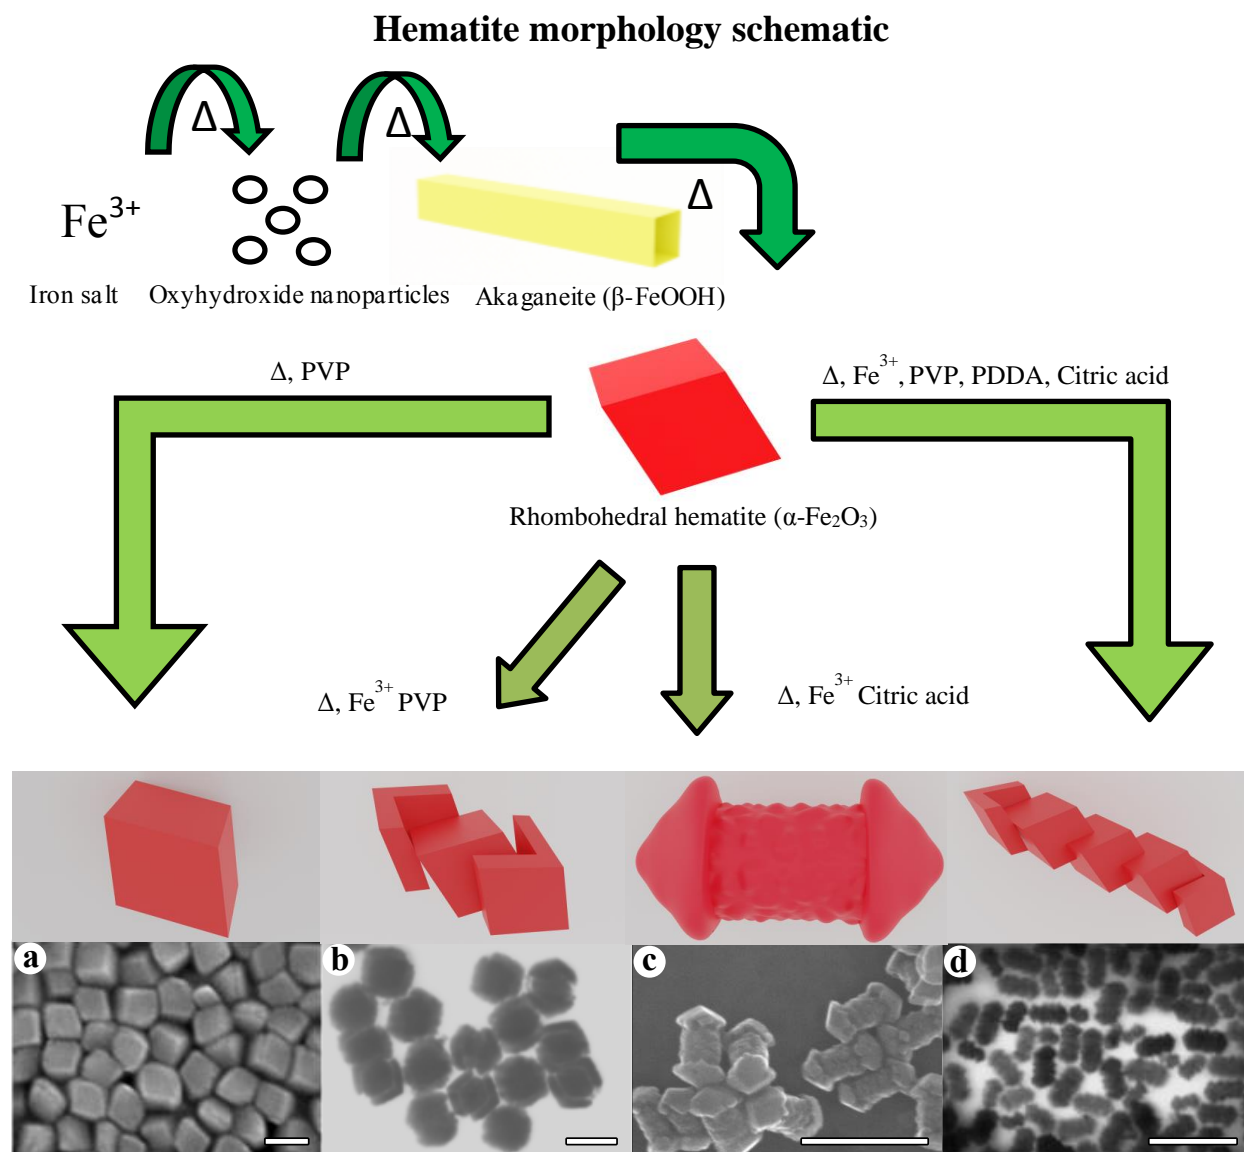 Hematite morphology schematic
Δ
Δ
Δ
Fe³⁺
Iron salt
Oxyhydroxide nanoparticles
Akaganeite (β-FeOOH)
Δ, PVP
Δ, Fe³⁺, PVP, PDDA, Citric acid
Rhombohedral hematite (α-Fe₂O₃)
Δ, Fe³⁺ PVP
Δ, Fe³⁺ Citric acid
a
b
c
d